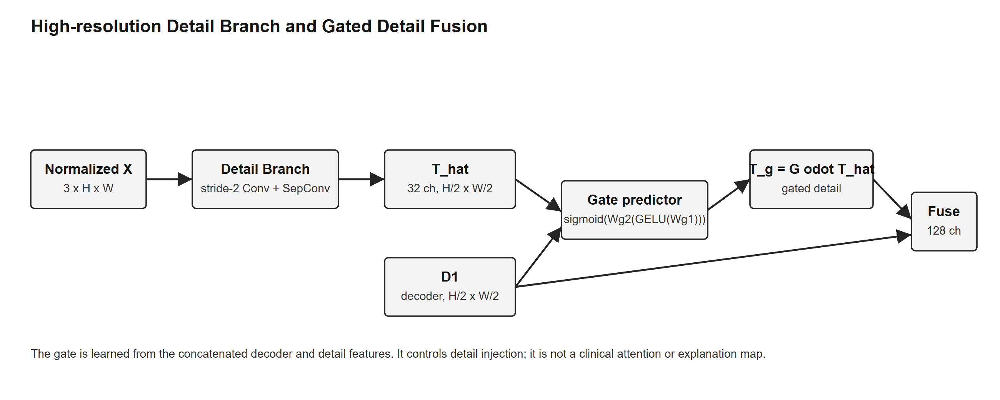 High-resolution Detail Branch and Gated Detail Fusion
Normalized X
3 x H x W
Detail Branch
stride-2 Conv + SepConv
T_hat
32 ch, H/2 x W/2
Gate predictor
sigmoid(Wg2(GELU(Wg1)))
T_g = G odot T_hat
gated detail
Fuse
128 ch
D1
decoder, H/2 x W/2
The gate is learned from the concatenated decoder and detail features. It controls detail injection; it is not a clinical attention or explanation map.